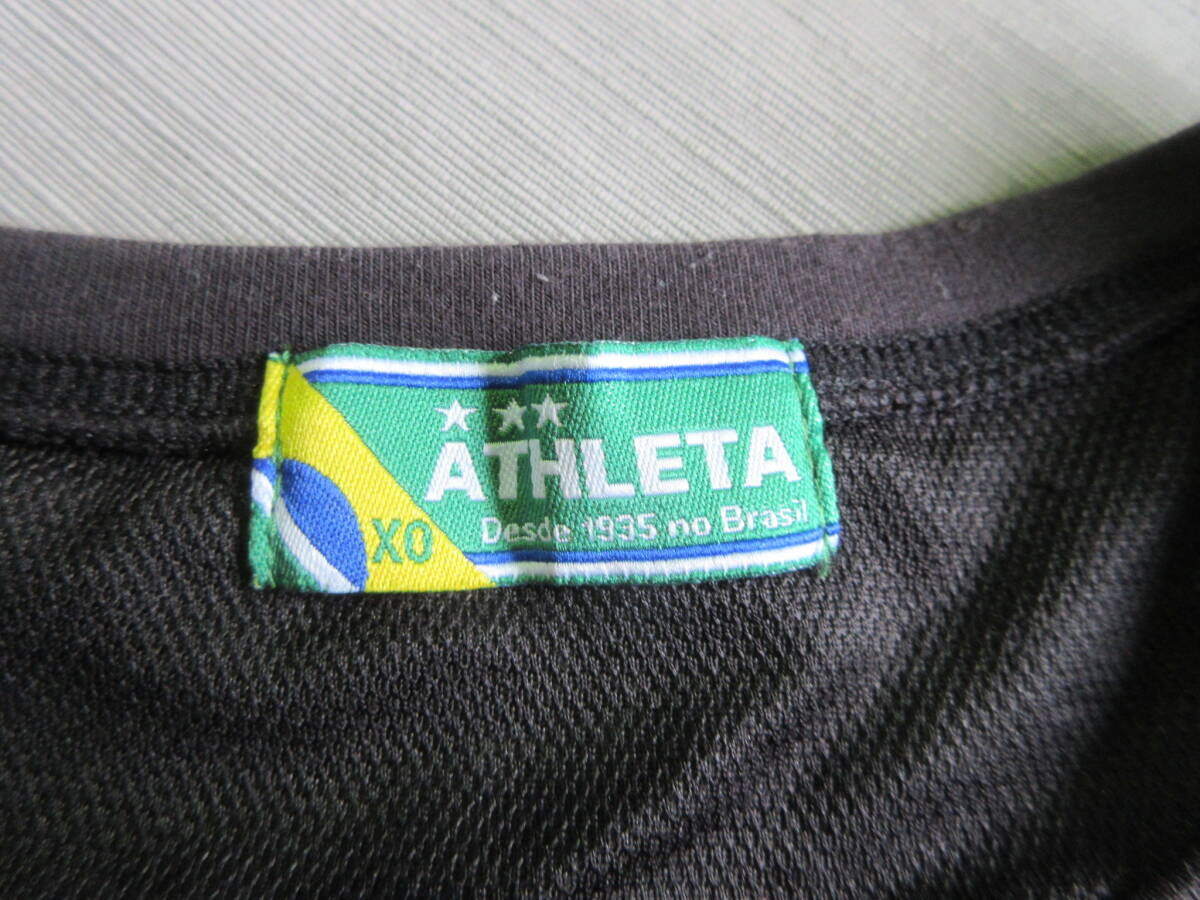 ATHLETA
Desde 1935 no Brasil
XO